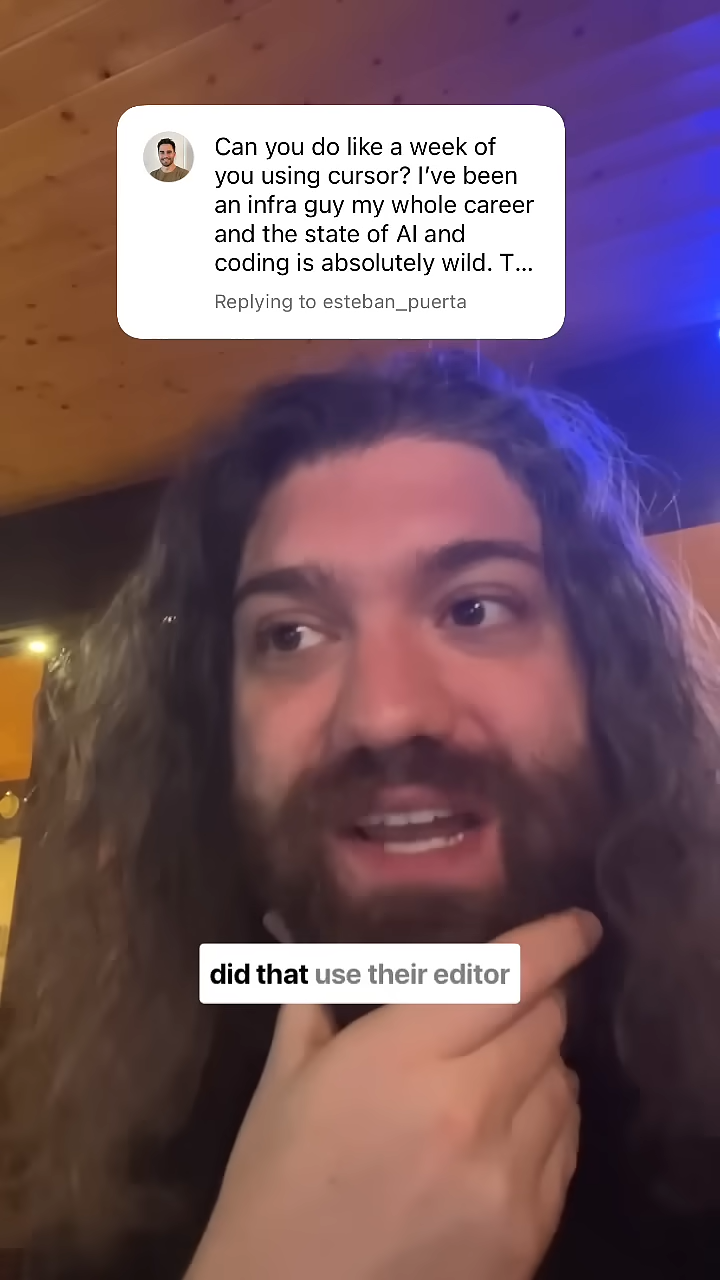 Can you do like a week of
you using cursor? I’ve been
an infra guy my whole career
and the state of AI and
coding is absolutely wild. T...
Replying to esteban_puerta
did that use their editor